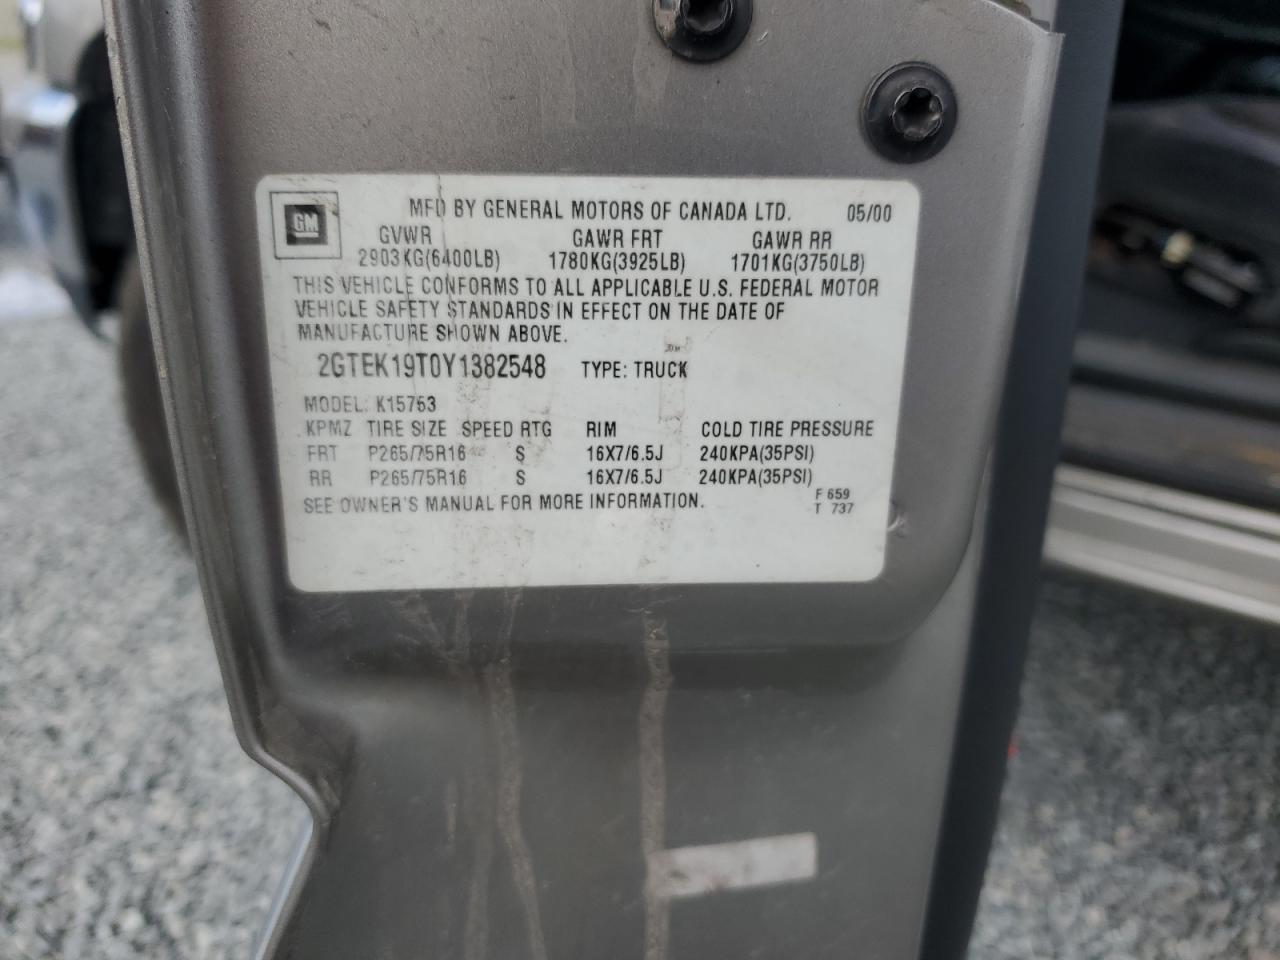 GM
MFD BY GENERAL MOTORS OF CANADA LTD. 05/00
GVWR GAWR FRT GAWR RR
2903KG(6400LB) 1780KG(3925LB) 1701KG(3750LB)
THIS VEHICLE CONFORMS TO ALL APPLICABLE U.S. FEDERAL MOTOR
VEHICLE SAFETY STANDARDS IN EFFECT ON THE DATE OF
MANUFACTURE SHOWN ABOVE.
2GTEK19T0Y1382548 TYPE: TRUCK
MODEL: K15753
KPMZ TIRE SIZE SPEED RTG RIM COLD TIRE PRESSURE
FRT P265/75R16 S 16X7/6.5J 240KPA(35PSI)
RR P265/75R16 S 16X7/6.5J 240KPA(35PSI)
SEE OWNER'S MANUAL FOR MORE INFORMATION. F 659
T 737